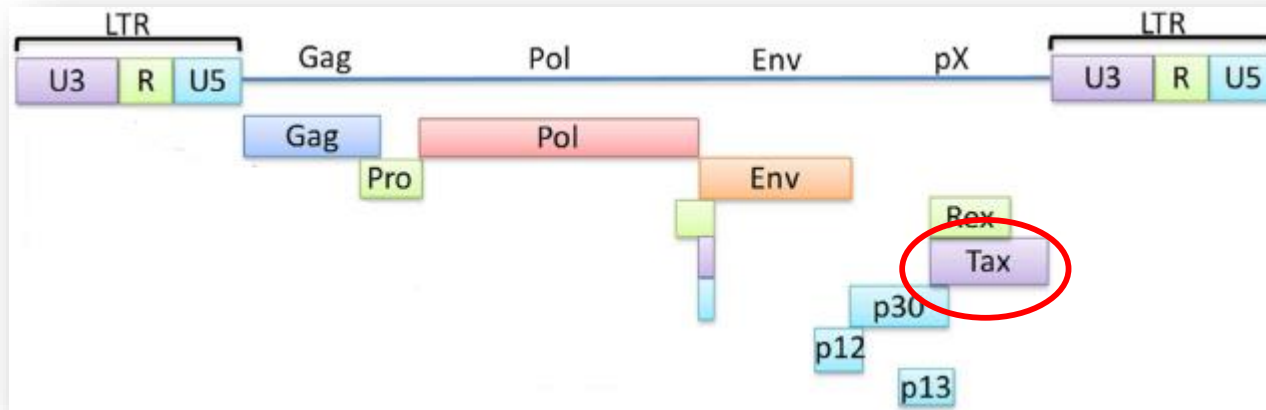 LTR LTR
Gag Pol Env pX
U3 R U5 U3 R U5
Gag Pol
Pro Env
Rex
Tax
p30
p12
p13